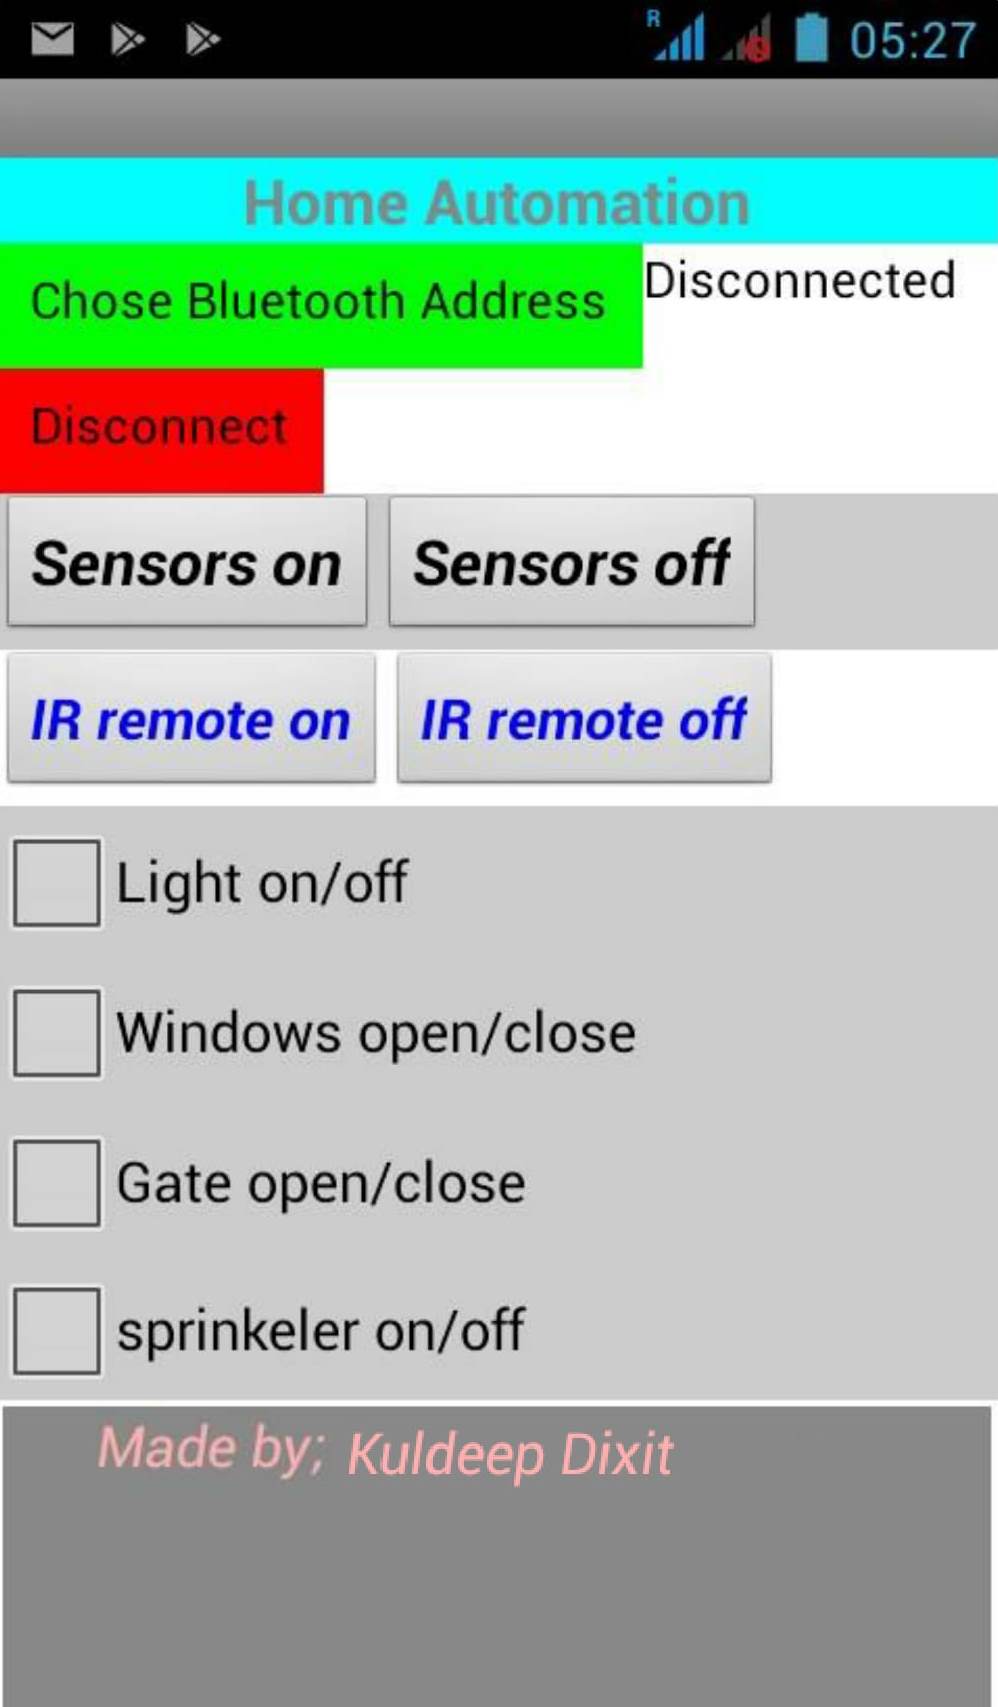 R 05:27
Home Automation
Chose Bluetooth Address Disconnected
Disconnect
Sensors on Sensors off
IR remote on IR remote off
Light on/off
Windows open/close
Gate open/close
sprinkeler on/off
Made by; Kuldeep Dixit